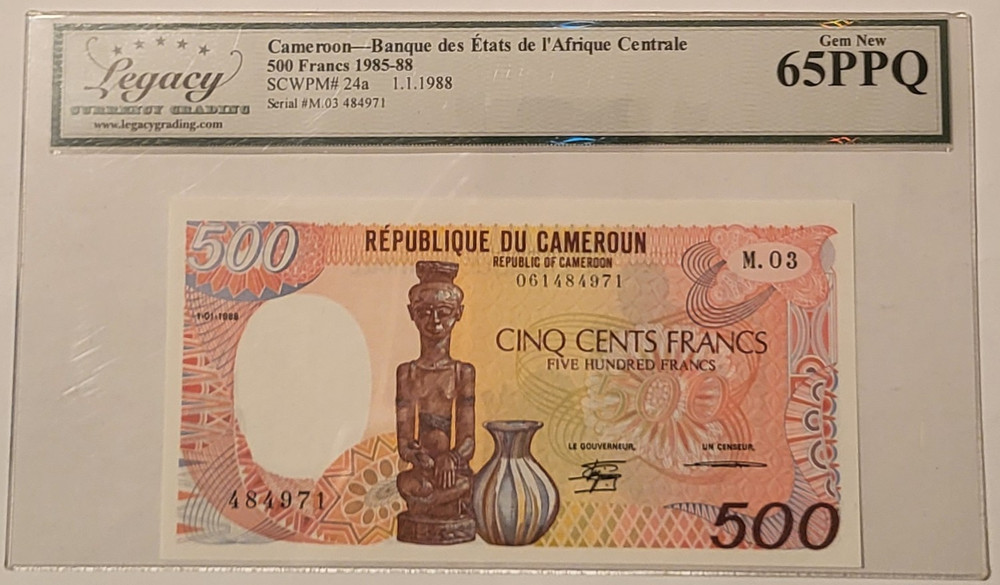 Legacy
CURRENCY GRADING
www.legacygrading.com
Cameroon—Banque des États de l'Afrique Centrale
500 Francs 1985-88
SCWPM# 24a 1.1.1988
Serial #M.03 484971
Gem New
65PPQ
500
RÉPUBLIQUE DU CAMEROUN
REPUBLIC OF CAMEROON
061484971
M.03
1-01-1988
CINQ CENTS FRANCS
FIVE HUNDRED FRANCS
LE GOUVERNEUR,
UN CENSEUR,
484971
500